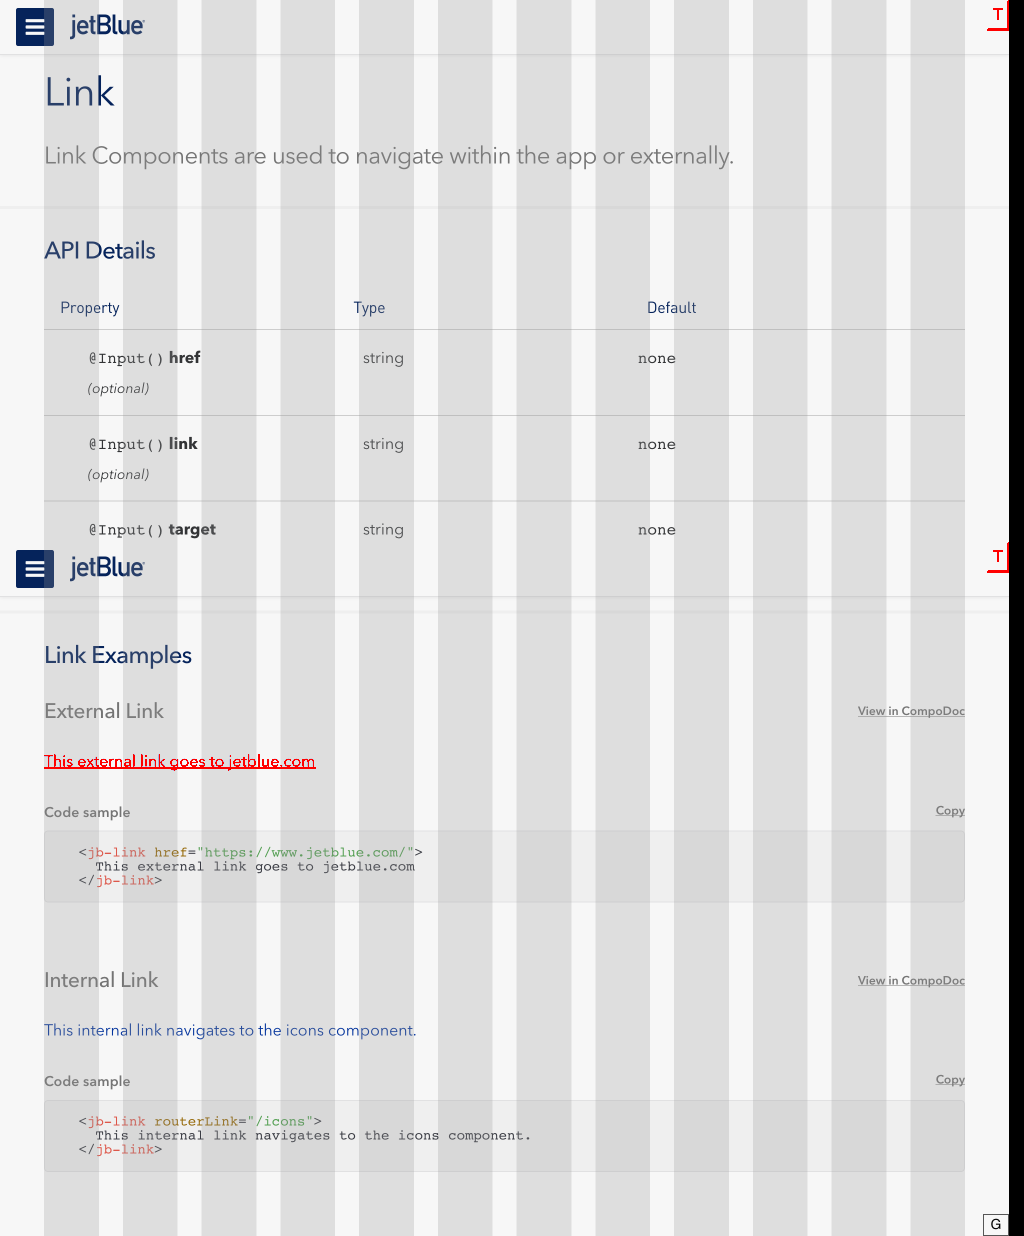 jetBlue
T
Link
Link Components are used to navigate within the app or externally.
API Details
Property Type Default
@Input() href string none
(optional)
@Input() link string none
(optional)
@Input() target string none
jetBlue
T
Link Examples
External Link View in CompoDoc
This external link goes to jetblue.com
Code sample Copy
<jb-link href="https://www.jetblue.com/">
This external link goes to jetblue.com
</jb-link>
Internal Link View in CompoDoc
This internal link navigates to the icons component.
Code sample Copy
<jb-link routerLink="/icons">
This internal link navigates to the icons component.
</jb-link>
G